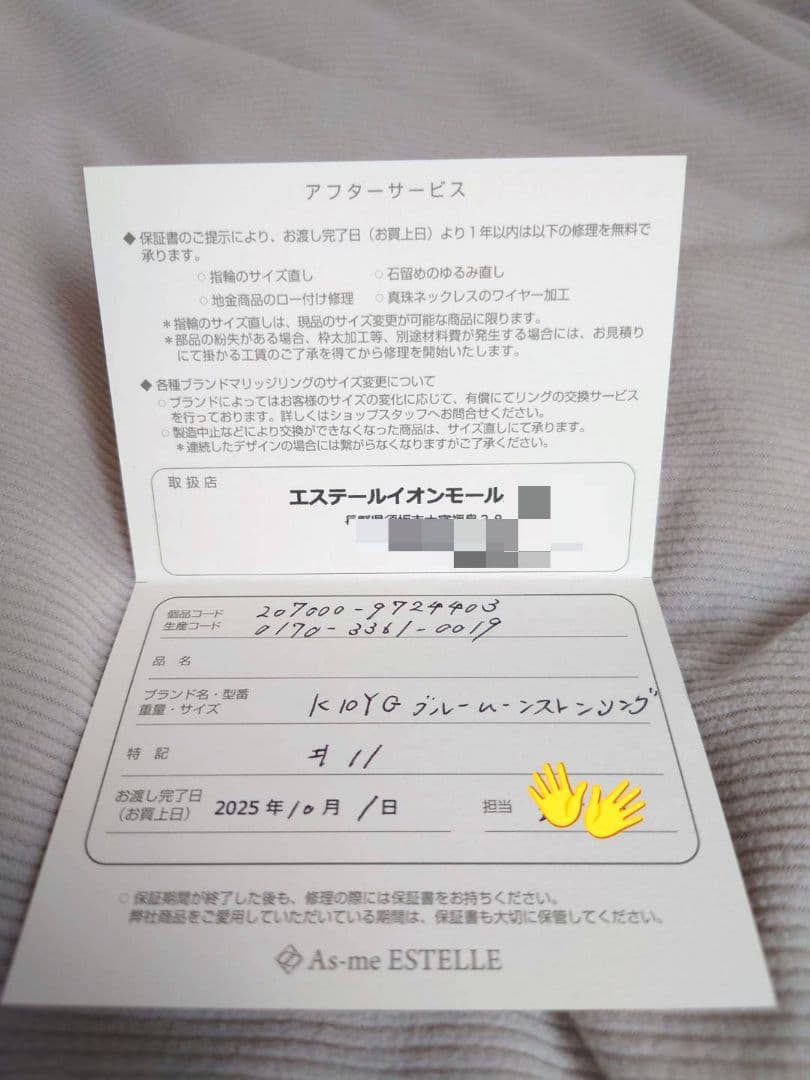 アフターサービス
◆保証書のご提示により、お渡し完了日（お買上日）より１年以内は以下の修理を無料で
承ります。
○指輪のサイズ直し ○石留めのゆるみ直し
○地金商品のロー付け修理 ○真珠ネックレスのワイヤー加工
＊指輪のサイズ直しは、現品のサイズ変更が可能な商品に限ります。
＊部品の紛失がある場合、枠太加工等、別途材料費が発生する場合には、お見積り
にて掛かる工賃のご了承を得てから修理を開始いたします。
◆各種ブランドマリッジリングのサイズ変更について
○ブランドによってはお客様のサイズの変化に応じて、有償にてリングの交換サービス
を行っております。詳しくはショップスタッフへお問合せください。
○製造中止などにより交換ができなくなった商品は、サイズ直しにて承ります。
＊連続したデザインの場合には繋がらなくなりますがご了承ください。
取扱店
エステールイオンモール
個品コード 207000-9724403
生産コード 0170-3361-0019
品名
ブランド名・型番
重量・サイズ K10YG ブルームーンストンリング
特記 #11
お渡し完了日
（お買上日） 2025年10月1日 担当
○保証期間が終了した後も、修理の際には保証書をお持ちください。
弊社商品をご愛用していただいている期間は、保証書も大切に保管してください。
As-me ESTELLE